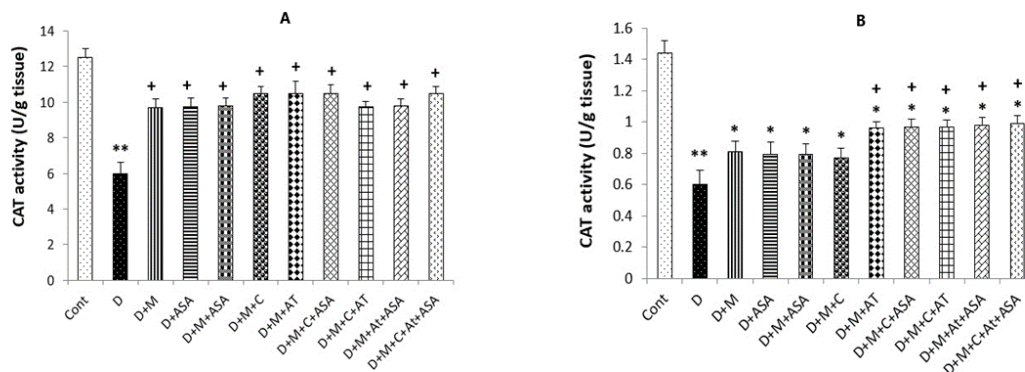 A
CAT activity (U/g tissue)
14
12
10
8
6
4
2
0
**
+
+
+
+
+
+
+
+
+
Cont
D
D+M
D+ASA
D+M+ASA
D+M+C
D+M+AT
D+M+C+ASA
D+M+C+AT
D+M+At+ASA
D+M+C+At+ASA
B
CAT activity (U/g tissue)
1.6
1.4
1.2
1
0.8
0.6
0.4
0.2
0
**
*
*
*
*
+
*
+
*
+
*
+
*
+
*
Cont
D
D+M
D+ASA
D+M+ASA
D+M+C
D+M+AT
D+M+C+ASA
D+M+C+AT
D+M+At+ASA
D+M+C+At+ASA